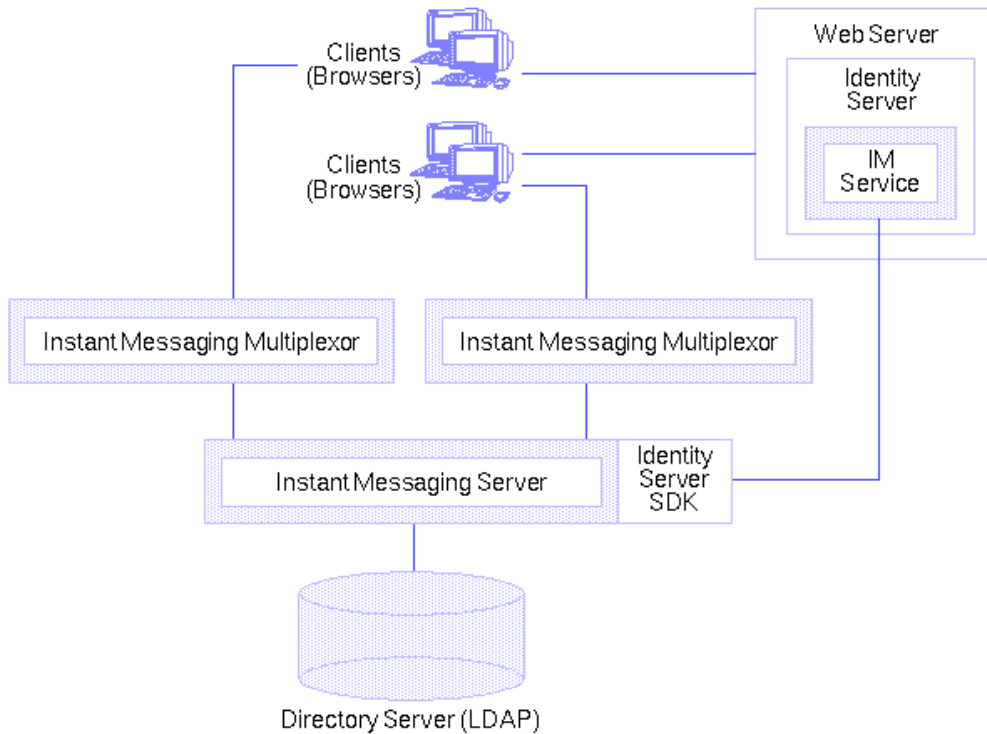 Clients
(Browsers)
Web Server
Identity
Server
IM
Service
Clients
(Browsers)
Instant Messaging Multiplexor
Instant Messaging Multiplexor
Instant Messaging Server
Identity
Server
SDK
Directory Server (LDAP)